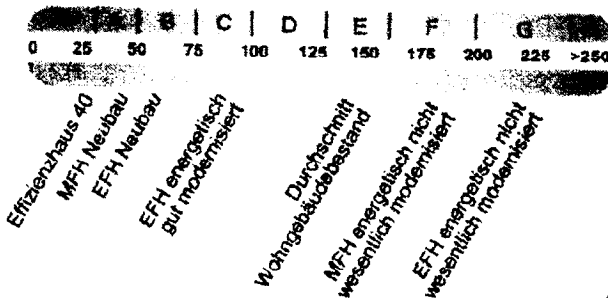 A B C D E F G
0 25 50 75 100 125 150 175 200 225 >250
Effizienzhaus 40
MFH Neubau
EFH Neubau
EFH energetisch
gut modernisiert
Durchschnitt
Wohngebäudebestand
MFH energetisch nicht
wesentlich modernisiert
EFH energetisch nicht
wesentlich modernisiert